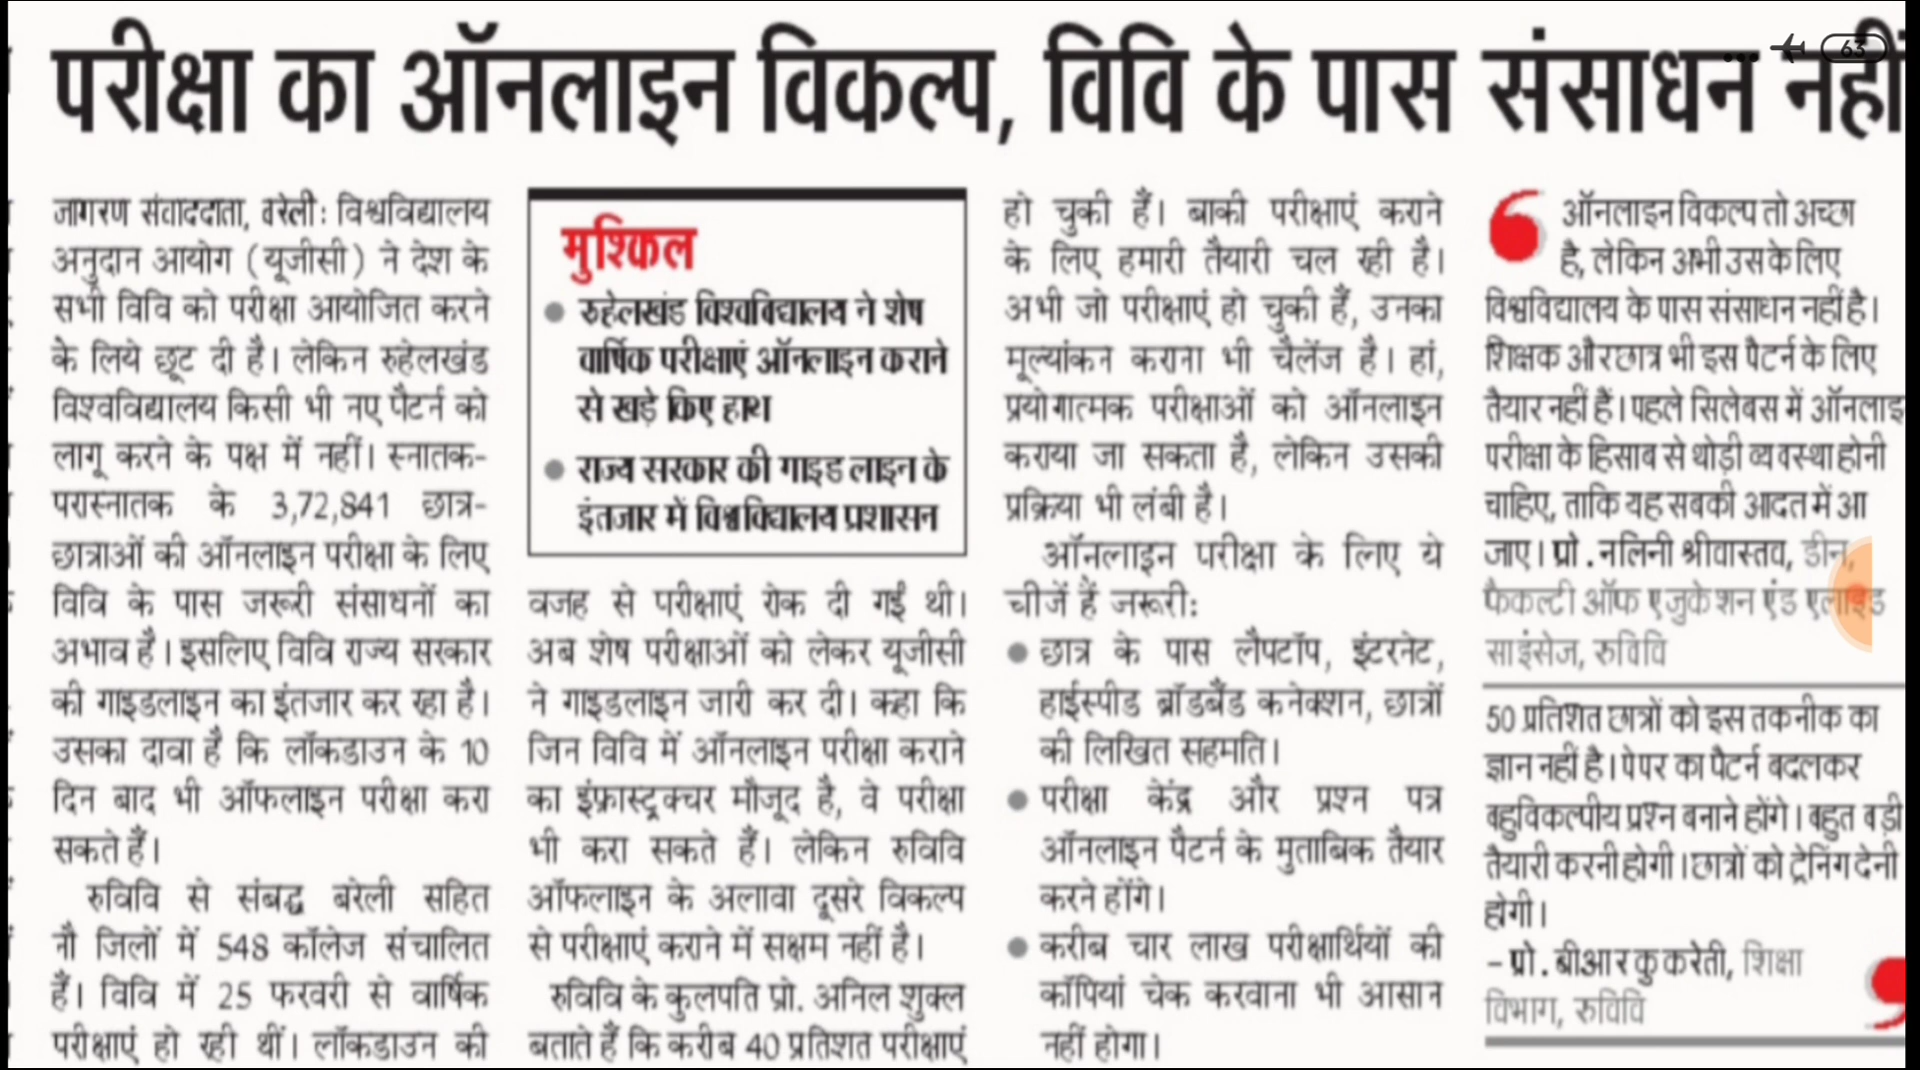 परीक्षा का ऑनलाइन विकल्प, विवि के पास संसाधन नहीं
63
जागरण संवाददाता, बरेली: विश्वविद्यालय
अनुदान आयोग (यूजीसी) ने देश के
सभी विवि को परीक्षा आयोजित करने
के लिये छूट दी है। लेकिन रुहेलखंड
विश्वविद्यालय किसी भी नए पैटर्न को
लागू करने के पक्ष में नहीं। स्नातक-
परास्नातक के 3,72,841 छात्र-
छात्राओं की ऑनलाइन परीक्षा के लिए
विवि के पास जरूरी संसाधनों का
अभाव है। इसलिए विवि राज्य सरकार
की गाइडलाइन का इंतजार कर रहा है।
उसका दावा है कि लॉकडाउन के 10
दिन बाद भी ऑफलाइन परीक्षा करा
सकते हैं।
रुविवि से संबद्ध बरेली सहित
नौ जिलों में 548 कॉलेज संचालित
हैं। विवि में 25 फरवरी से वार्षिक
परीक्षाएं हो रही थीं। लॉकडाउन की
मुश्किल
● रुहेलखंड विश्वविद्यालय ने शेष
वार्षिक परीक्षाएं ऑनलाइन कराने
से खड़े किए हाथ
● राज्य सरकार की गाइड लाइन के
इंतजार में विश्वविद्यालय प्रशासन
वजह से परीक्षाएं रोक दी गईं थी।
अब शेष परीक्षाओं को लेकर यूजीसी
ने गाइडलाइन जारी कर दी। कहा कि
जिन विवि में ऑनलाइन परीक्षा कराने
का इंफ्रास्ट्रक्चर मौजूद है, वे परीक्षा
भी करा सकते हैं। लेकिन रुविवि
ऑफलाइन के अलावा दूसरे विकल्प
से परीक्षाएं कराने में सक्षम नहीं है।
रुविवि के कुलपति प्रो. अनिल शुक्ल
बताते हैं कि करीब 40 प्रतिशत परीक्षाएं
हो चुकी हैं। बाकी परीक्षाएं कराने
के लिए हमारी तैयारी चल रही है।
अभी जो परीक्षाएं हो चुकी हैं, उनका
मूल्यांकन कराना भी चैलेंज है। हां,
प्रयोगात्मक परीक्षाओं को ऑनलाइन
कराया जा सकता है, लेकिन उसकी
प्रक्रिया भी लंबी है।
ऑनलाइन परीक्षा के लिए ये
चीजें हैं जरूरी:
● छात्र के पास लैपटॉप, इंटरनेट,
हाईस्पीड ब्रॉडबैंड कनेक्शन, छात्रों
की लिखित सहमति।
● परीक्षा केंद्र और प्रश्न पत्र
ऑनलाइन पैटर्न के मुताबिक तैयार
करने होंगे।
● करीब चार लाख परीक्षार्थियों की
कॉपियां चेक करवाना भी आसान
नहीं होगा।
ऑनलाइन विकल्प तो अच्छा
है, लेकिन अभी उसके लिए
विश्वविद्यालय के पास संसाधन नहीं है।
शिक्षक और छात्र भी इस पैटर्न के लिए
तैयार नहीं हैं। पहले सिलेबस में ऑनलाइ
परीक्षा के हिसाब से थोड़ी व्यवस्था होनी
चाहिए, ताकि यह सबकी आदत में आ
जाए। प्रो. नलिनी श्रीवास्तव, डीन,
फैकल्टी ऑफ एजुकेशन एंड एलाइड
साइंसेज, रुविवि
50 प्रतिशत छात्रों को इस तकनीक का
ज्ञान नहीं है। पेपर का पैटर्न बदलकर
बहुविकल्पीय प्रश्न बनाने होंगे। बहुत बड़ी
तैयारी करनी होगी। छात्रों को ट्रेनिंग देनी
होगी।
– प्रो. बीआर कुकरेती, शिक्षा
विभाग, रुविवि